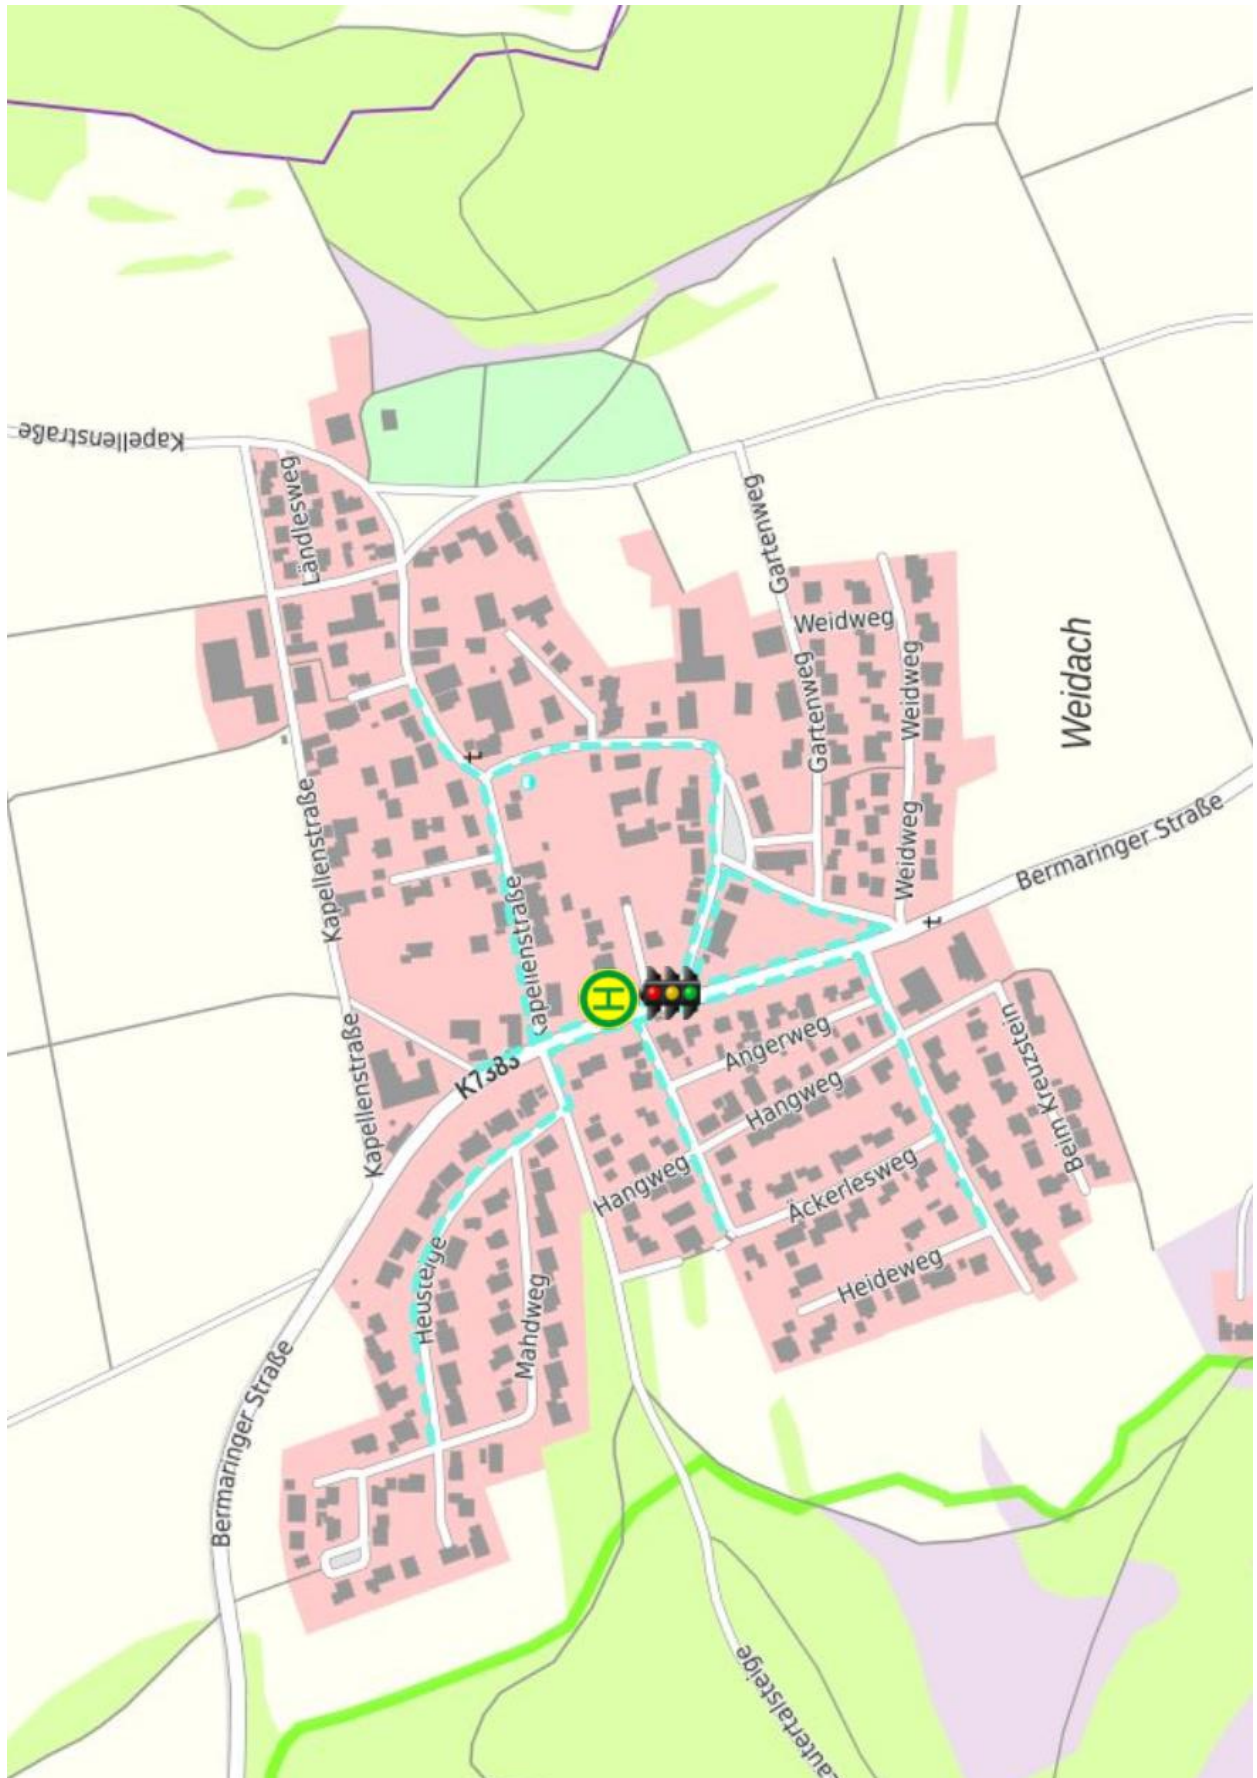 Kapellenstraße
Ländlesweg
Gartenweg
Weidweg
Weidach
Gartenweg
Weidweg
Kapellenstraße
Weidweg
Bermaringer Straße
Kapellenstraße
H
Kapellenstraße
Angerweg
Beim Kreuzstein
K7383
Hangweg
Hangweg
Äckerlesweg
Heusteige
Heideweg
Mahdweg
Bermaringer Straße
Lautertalsteige